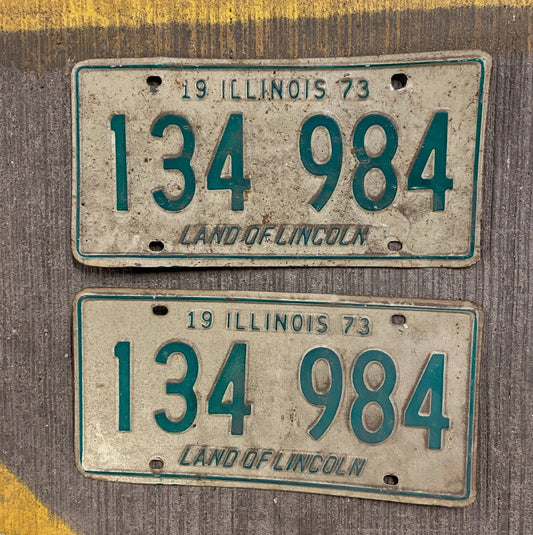 19 ILLINOIS 73
134 984
LAND OF LINCOLN
19 ILLINOIS 73
134 984
LAND OF LINCOLN